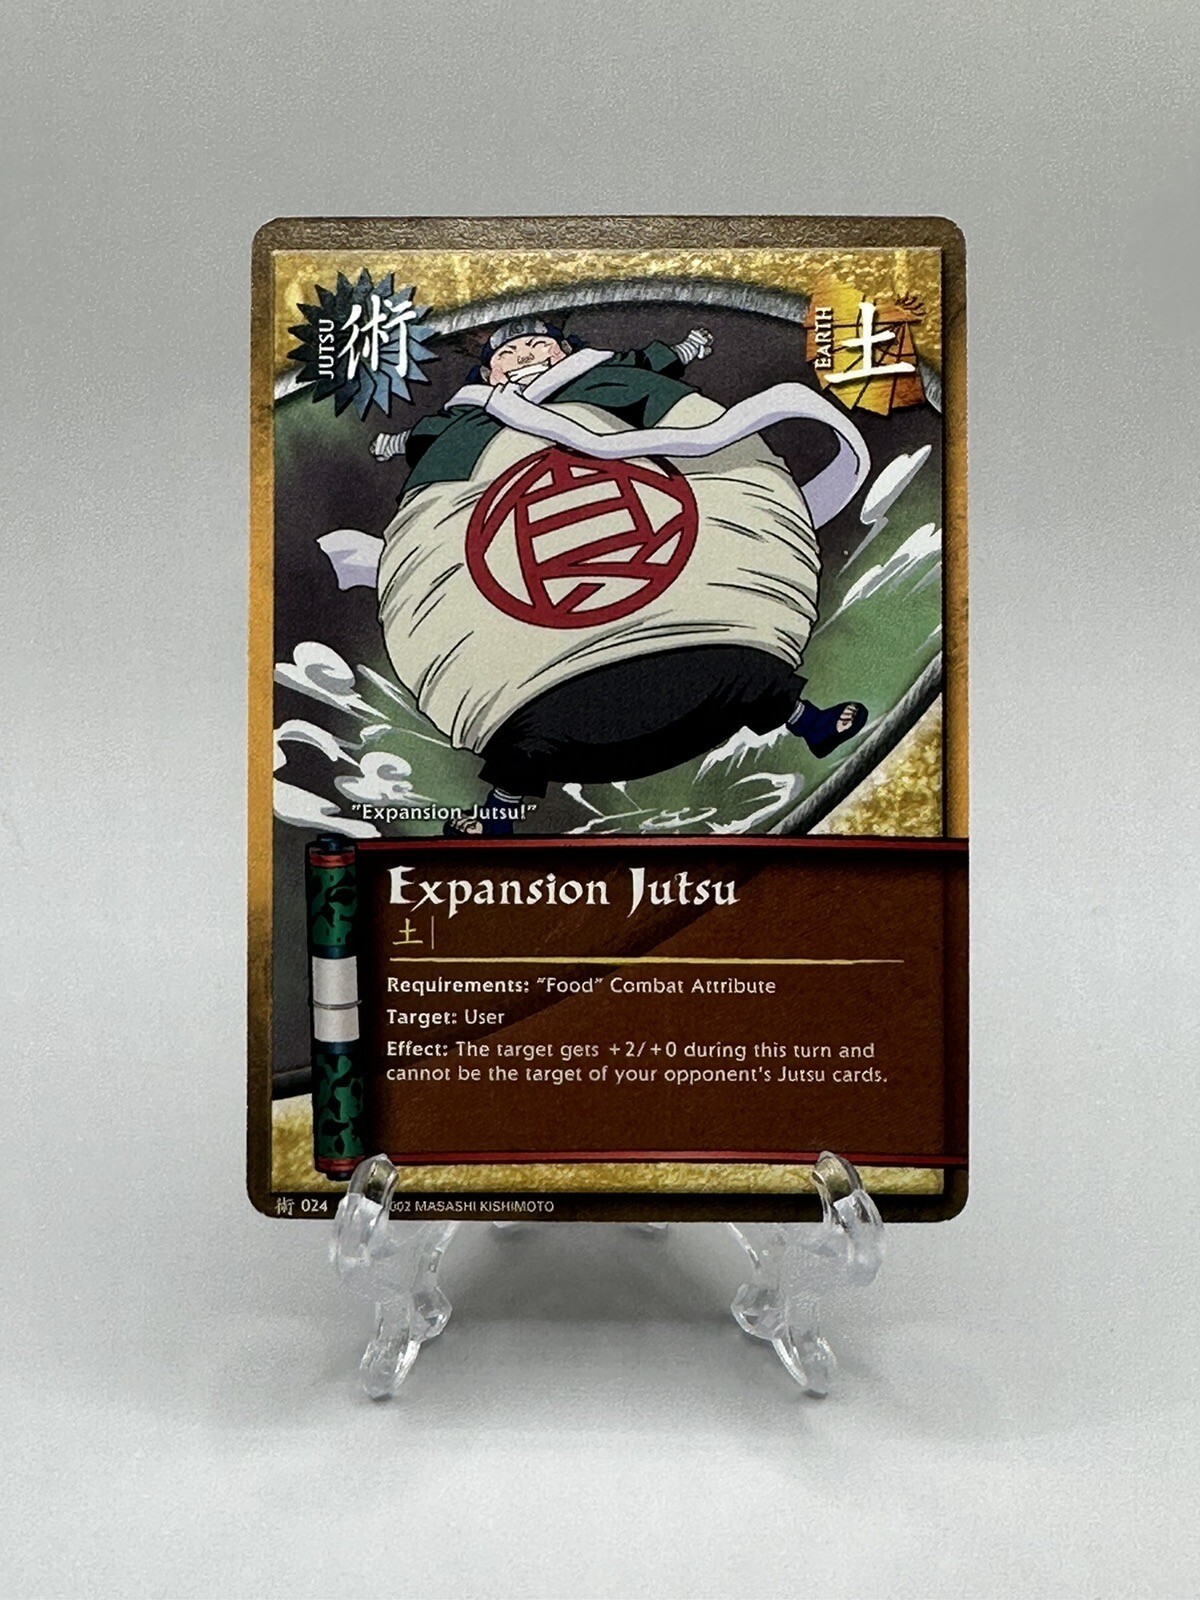 JUTSU 術
EARTH 土
"Expansion Jutsu!"
Expansion Jutsu
土
Requirements: "Food" Combat Attribute
Target: User
Effect: The target gets +2/+0 during this turn and
cannot be the target of your opponent's Jutsu cards.
術 024
002 MASASHI KISHIMOTO